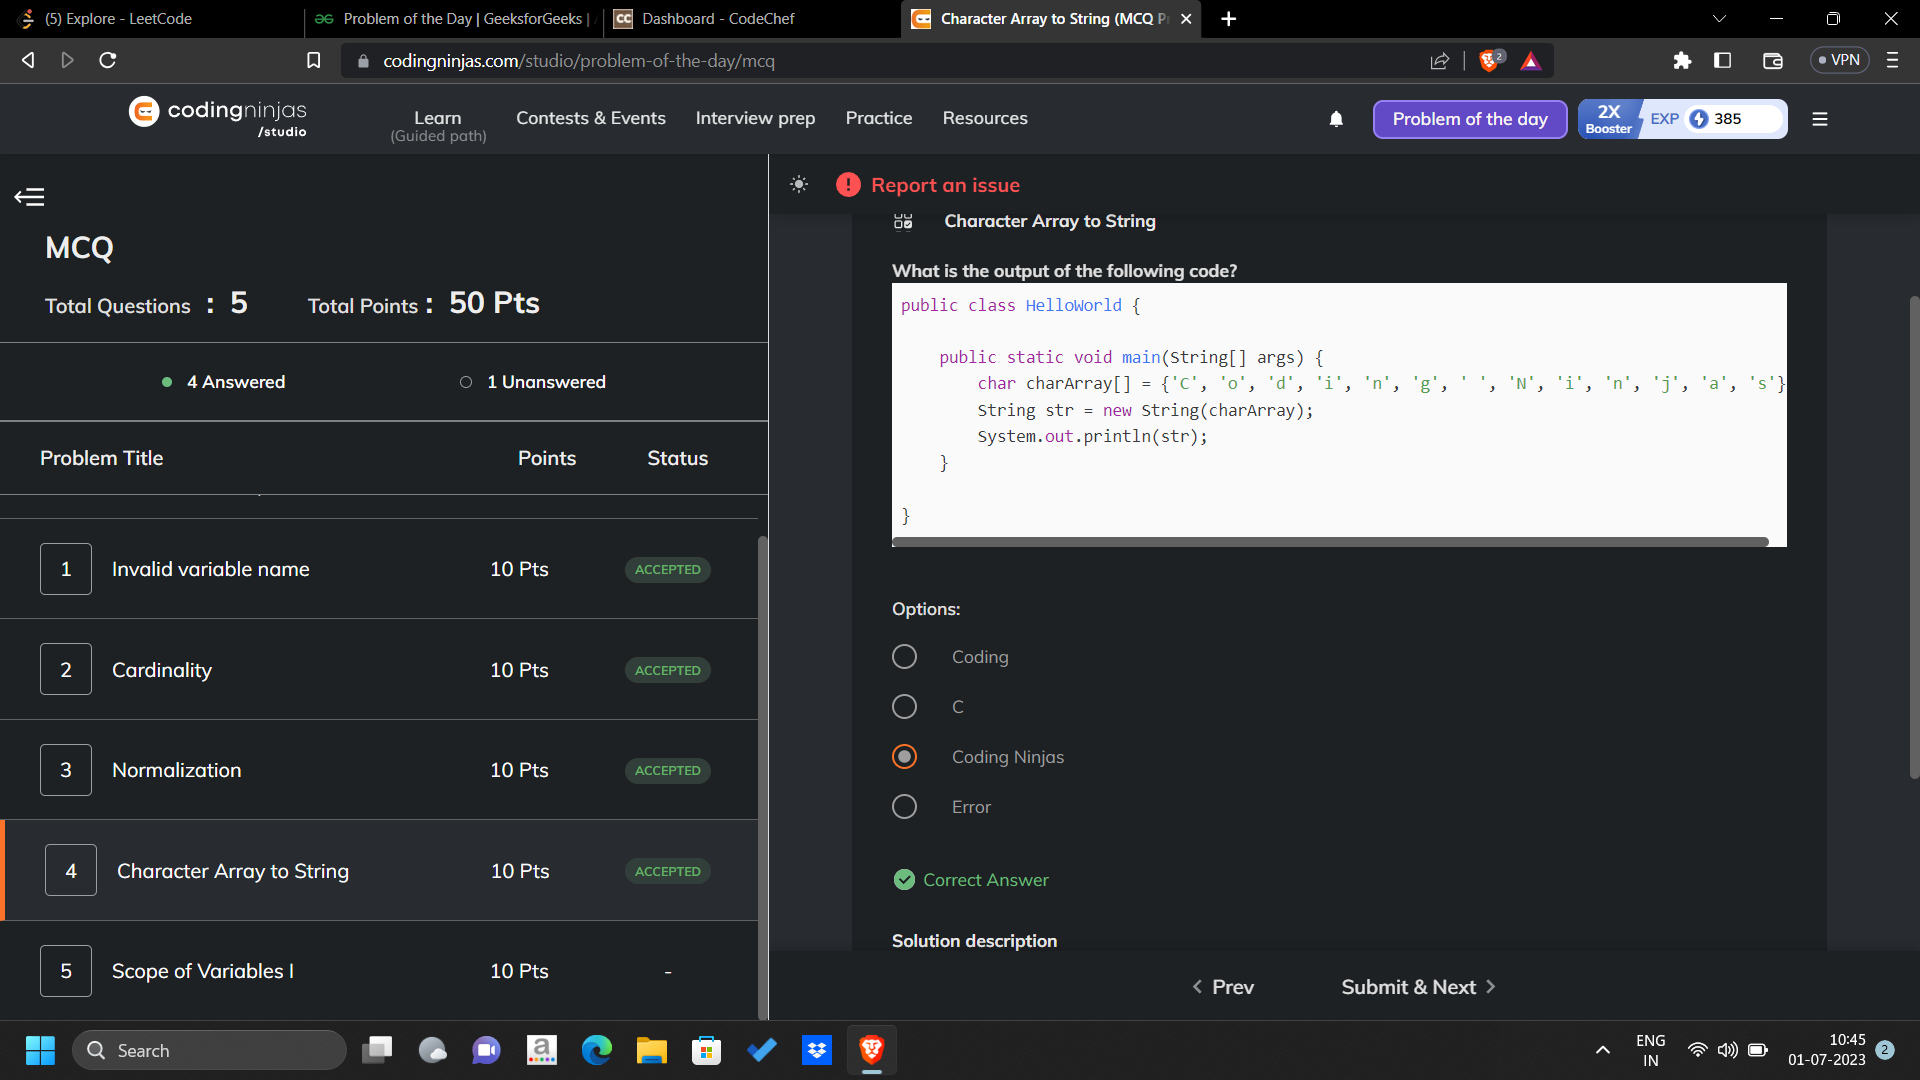 (5) Explore - LeetCode
Problem of the Day | GeeksforGeeks |
Dashboard - CodeChef
Character Array to String (MCQ P
codingninjas.com/studio/problem-of-the-day/mcq
2
VPN
codingninjas
/studio
Learn
(Guided path)
Contests & Events
Interview prep
Practice
Resources
Problem of the day
2X
Booster
EXP
385
MCQ
Total Questions : 5
Total Points : 50 Pts
4 Answered
1 Unanswered
Problem Title
Points
Status
1 Invalid variable name 10 Pts ACCEPTED
2 Cardinality 10 Pts ACCEPTED
3 Normalization 10 Pts ACCEPTED
4 Character Array to String 10 Pts ACCEPTED
5 Scope of Variables I 10 Pts -
Report an issue
Character Array to String
What is the output of the following code?
public class HelloWorld {
public static void main(String[] args) {
char charArray[] = {'C', 'o', 'd', 'i', 'n', 'g', ' ', 'N', 'i', 'n', 'j', 'a', 's'}
String str = new String(charArray);
System.out.println(str);
}
}
Options:
Coding
C
Coding Ninjas
Error
Correct Answer
Solution description
Prev
Submit & Next
Search
ENG
IN
10:45
01-07-2023
2